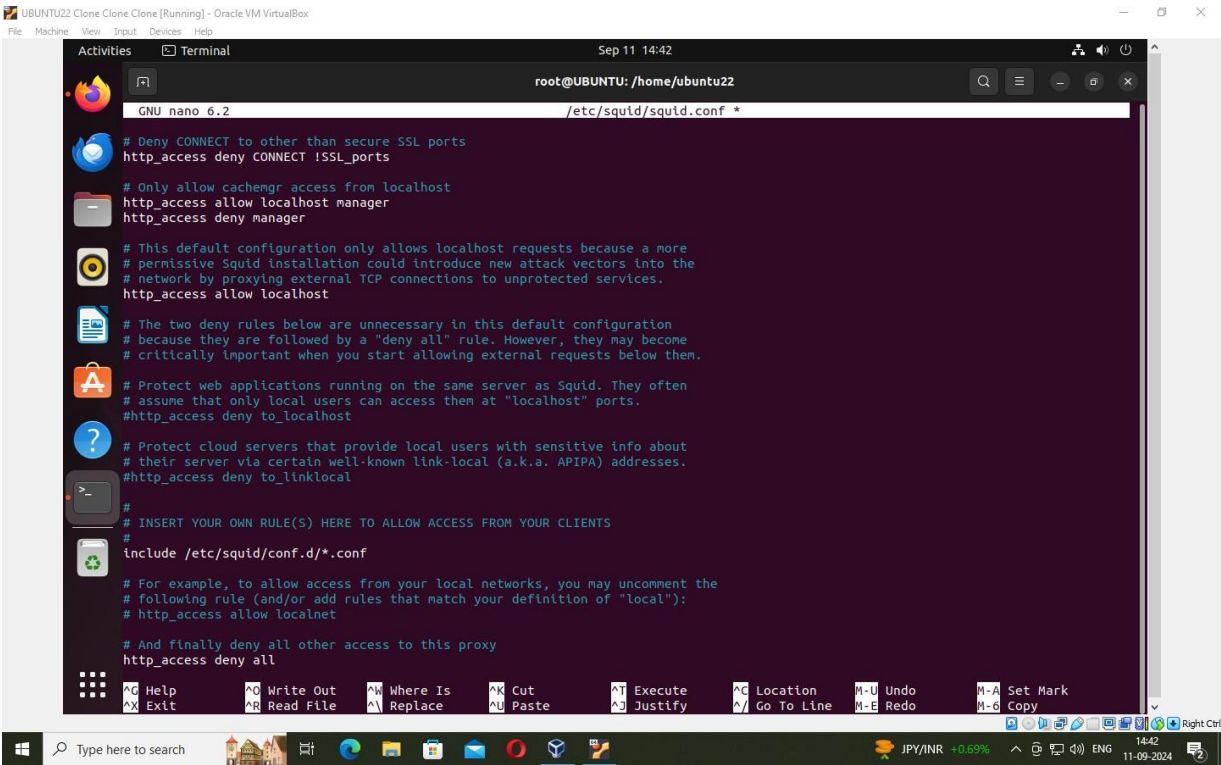 UBUNTU22 Clone Clone Clone [Running] - Oracle VM VirtualBox
File Machine View Input Devices Help
Activities Terminal Sep 11 14:42
root@UBUNTU: /home/ubuntu22
GNU nano 6.2 /etc/squid/squid.conf *
# Deny CONNECT to other than secure SSL ports
http_access deny CONNECT !SSL_ports
# Only allow cachemgr access from localhost
http_access allow localhost manager
http_access deny manager
# This default configuration only allows localhost requests because a more
# permissive Squid installation could introduce new attack vectors into the
# network by proxying external TCP connections to unprotected services.
http_access allow localhost
# The two deny rules below are unnecessary in this default configuration
# because they are followed by a "deny all" rule. However, they may become
# critically important when you start allowing external requests below them.
# Protect web applications running on the same server as Squid. They often
# assume that only local users can access them at "localhost" ports.
#http_access deny to_localhost
# Protect cloud servers that provide local users with sensitive info about
# their server via certain well-known link-local (a.k.a. APIPA) addresses.
#http_access deny to_linklocal
#
# INSERT YOUR OWN RULE(S) HERE TO ALLOW ACCESS FROM YOUR CLIENTS
#
include /etc/squid/conf.d/*.conf
# For example, to allow access from your local networks, you may uncomment the
# following rule (and/or add rules that match your definition of "local"):
# http_access allow localnet
# And finally deny all other access to this proxy
http_access deny all
^G Help ^O Write Out ^W Where Is ^K Cut ^T Execute ^C Location M-U Undo M-A Set Mark
^X Exit ^R Read File ^\ Replace ^U Paste ^J Justify ^/ Go To Line M-E Redo M-6 Copy
Right Ctrl
Type here to search JPY/INR +0.69% ENG 14:42
11-09-2024 2